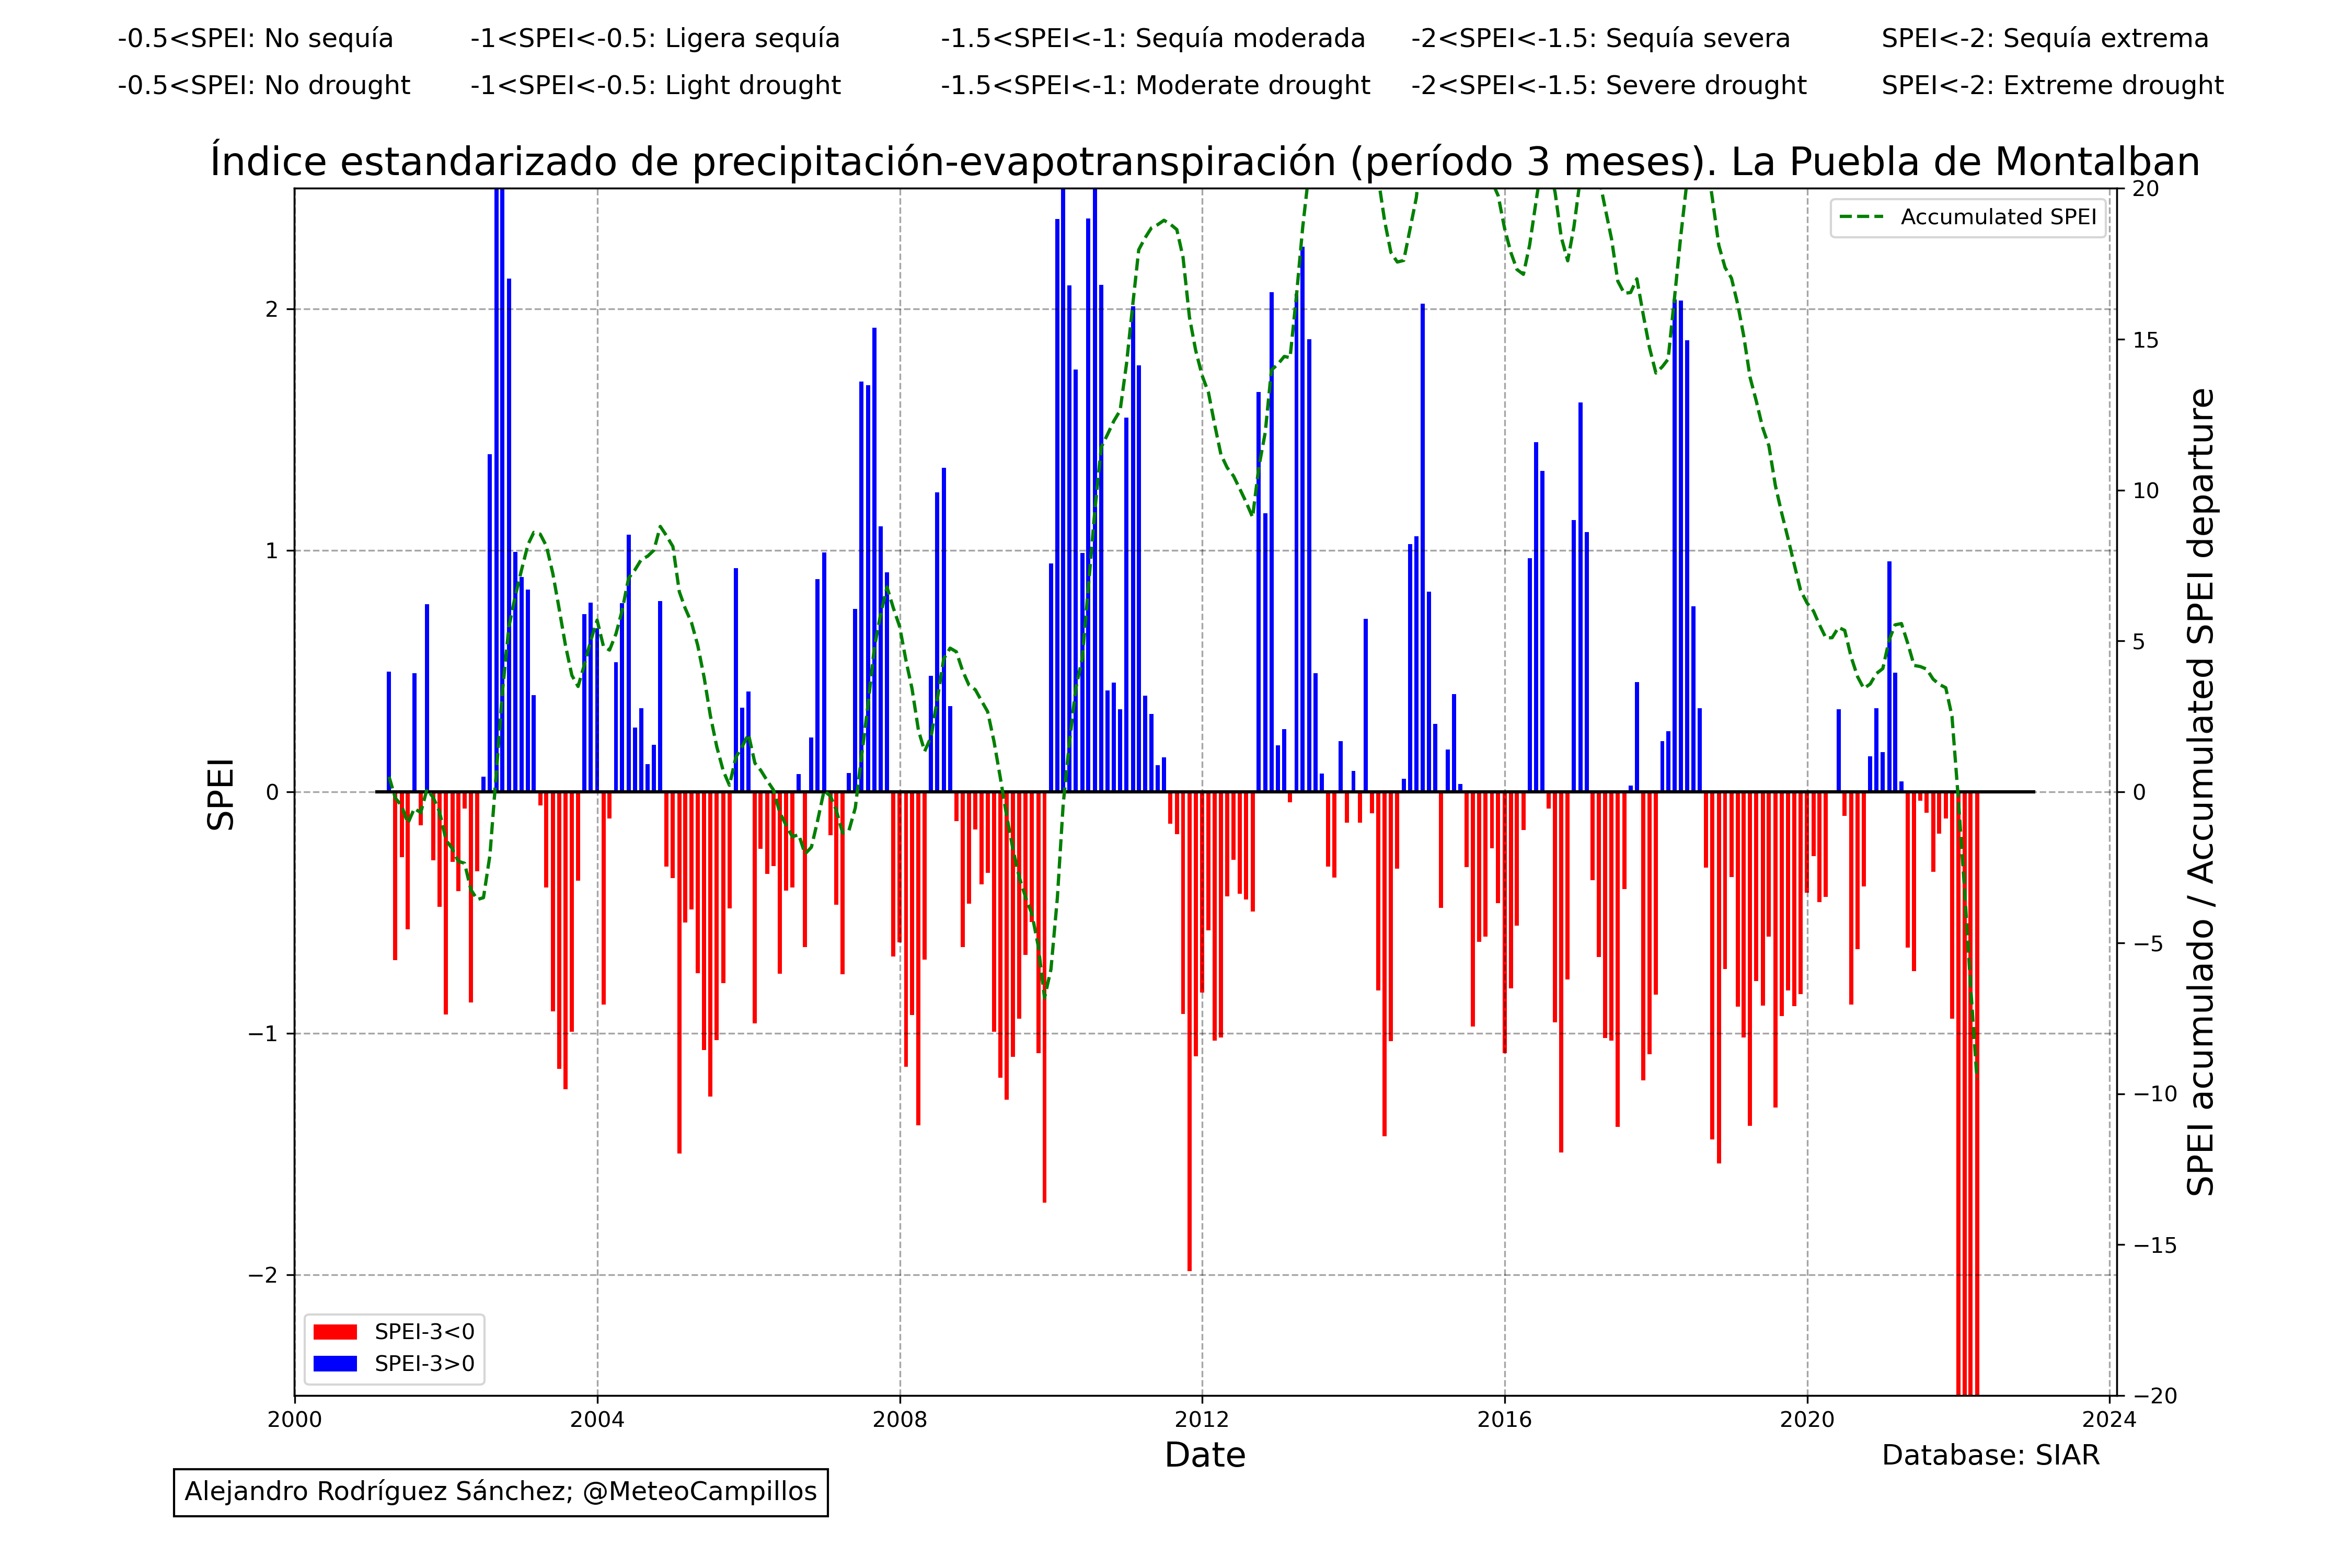 -0.5<SPEI: No sequía -1<SPEI<-0.5: Ligera sequía -1.5<SPEI<-1: Sequía moderada -2<SPEI<-1.5: Sequía severa SPEI<-2: Sequía extrema
-0.5<SPEI: No drought -1<SPEI<-0.5: Light drought -1.5<SPEI<-1: Moderate drought -2<SPEI<-1.5: Severe drought SPEI<-2: Extreme drought
Índice estandarizado de precipitación-evapotranspiración (período 3 meses). La Puebla de Montalban
Accumulated SPEI
SPEI
2
1
0
−1
−2
20
15
10
5
0
−5
−10
−15
−20
SPEI acumulado / Accumulated SPEI departure
SPEI-3<0
SPEI-3>0
2000 2004 2008 2012 2016 2020 2024
Date
Database: SIAR
Alejandro Rodríguez Sánchez; @MeteoCampillos